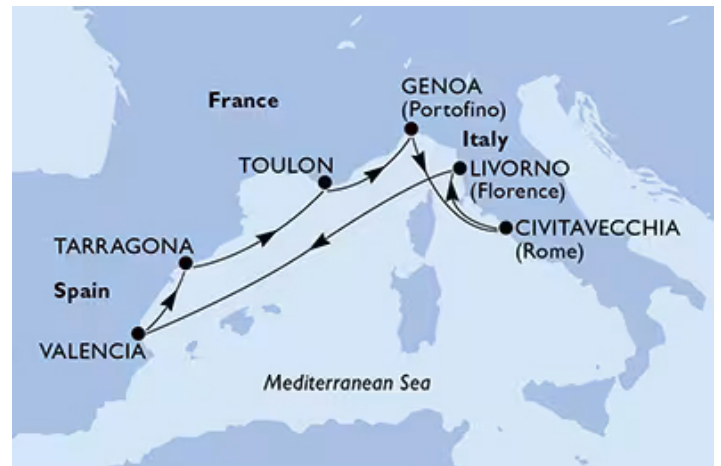 France
GENOA
(Portofino)
Italy
TOULON
LIVORNO
(Florence)
CIVITAVECCHIA
(Rome)
TARRAGONA
Spain
VALENCIA
Mediterranean Sea